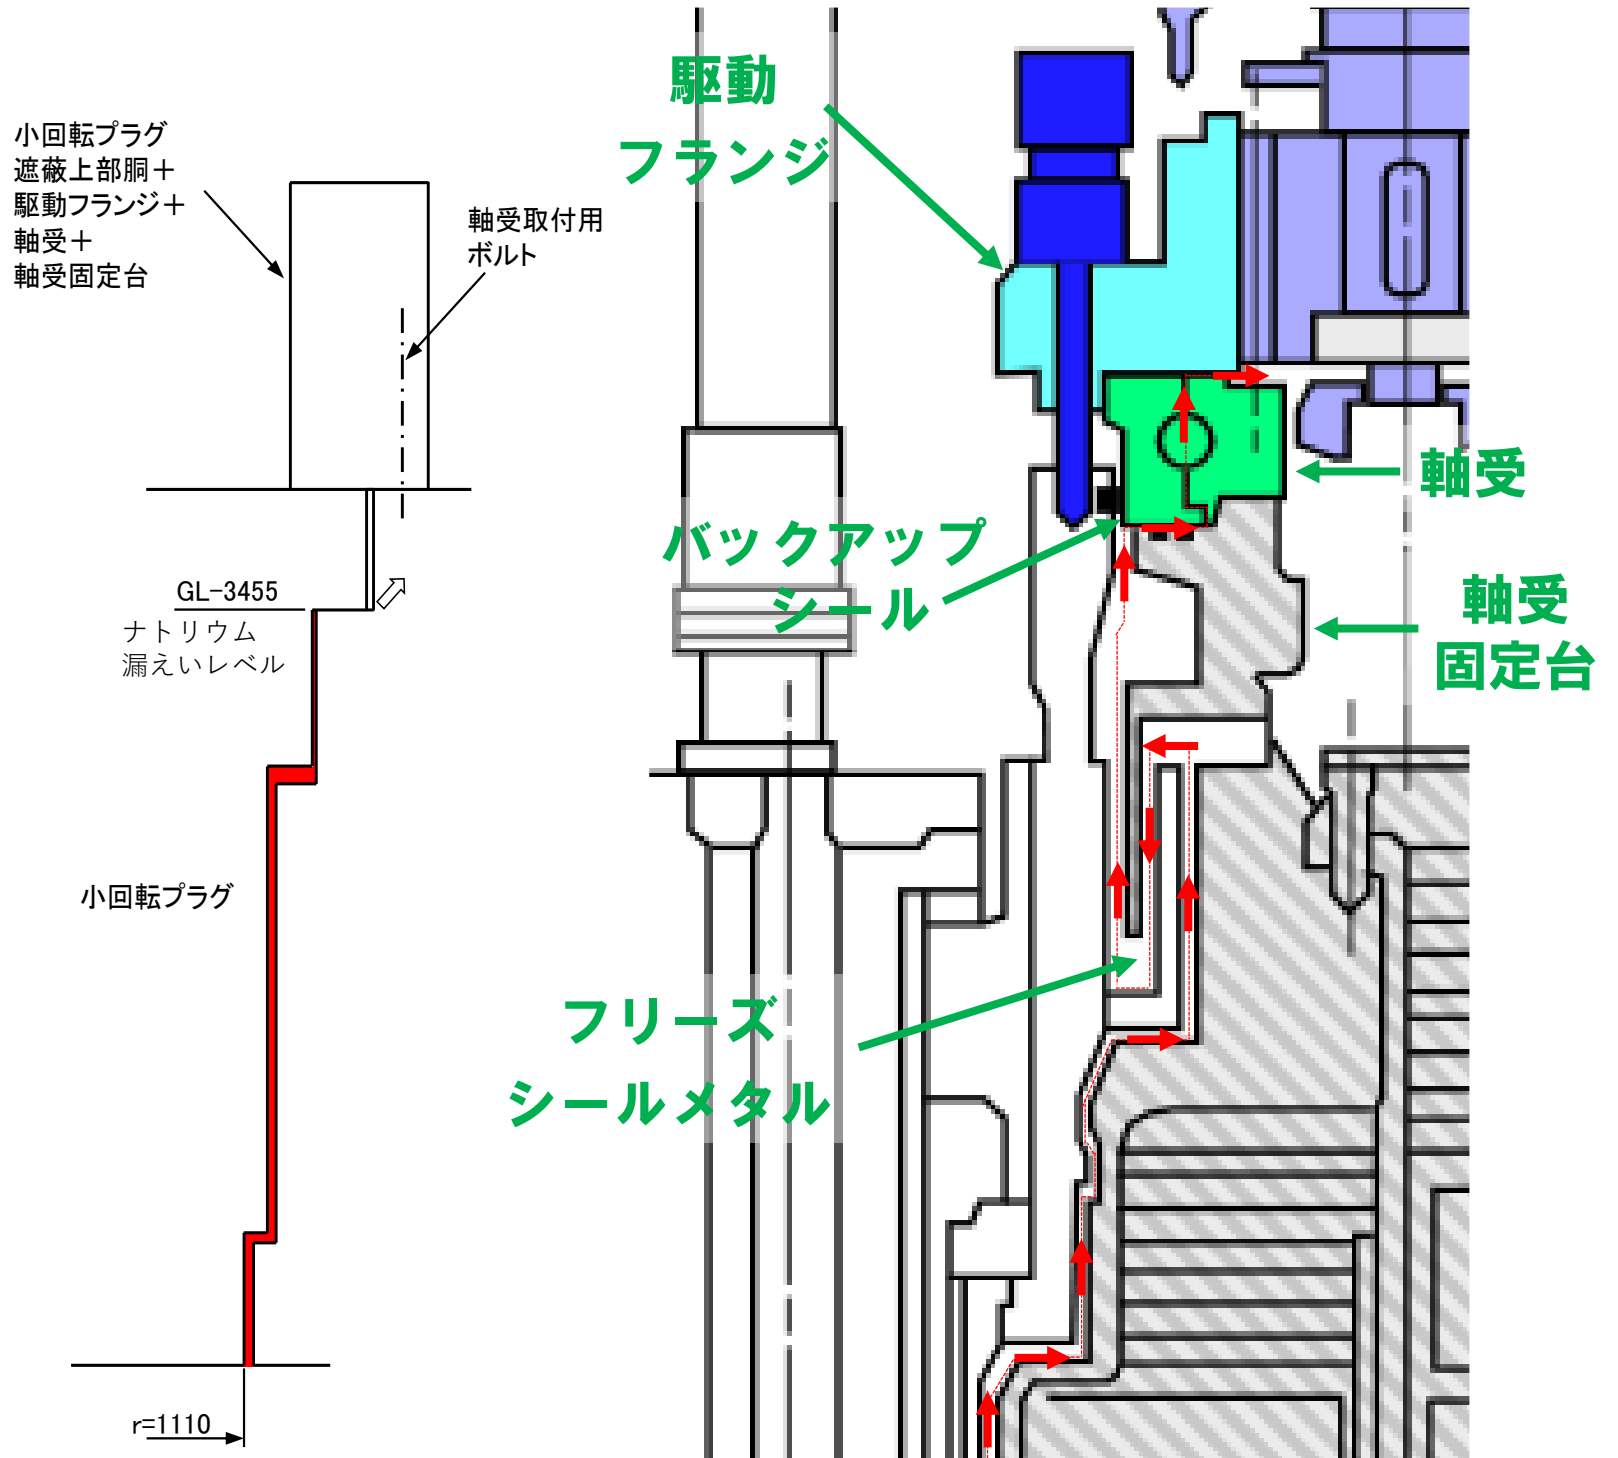 小回転プラグ
遮蔽上部胴＋
駆動フランジ＋
軸受＋
軸受固定台
軸受取付用
ボルト
GL-3455
ナトリウム
漏えいレベル
小回転プラグ
r=1110
駆動
フランジ
バックアップ
シール
軸受
軸受
固定台
フリーズ
シールメタル